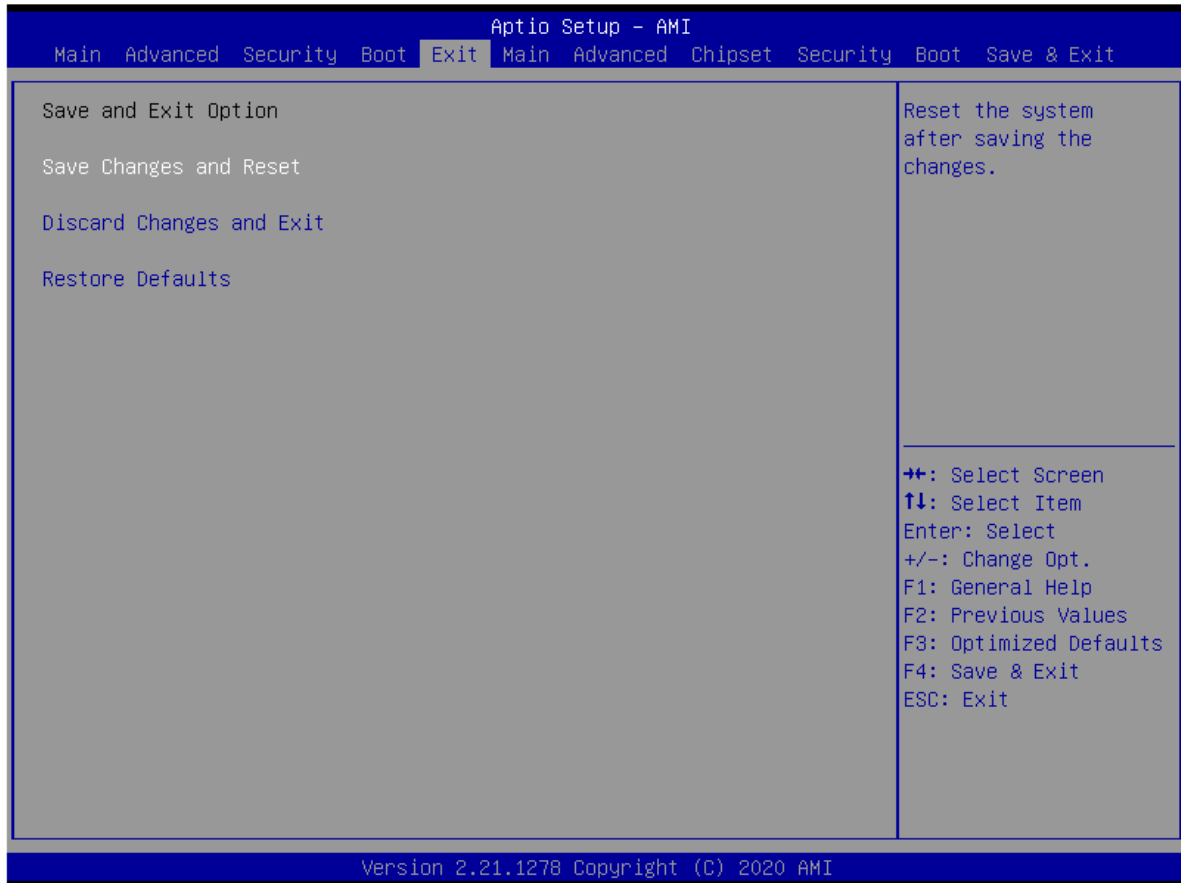 Aptio Setup – AMI
Main Advanced Security Boot Exit Main Advanced Chipset Security Boot Save & Exit
Save and Exit Option
Save Changes and Reset
Discard Changes and Exit
Restore Defaults
Reset the system
after saving the
changes.
→←: Select Screen
↑↓: Select Item
Enter: Select
+/-: Change Opt.
F1: General Help
F2: Previous Values
F3: Optimized Defaults
F4: Save & Exit
ESC: Exit
Version 2.21.1278 Copyright (C) 2020 AMI